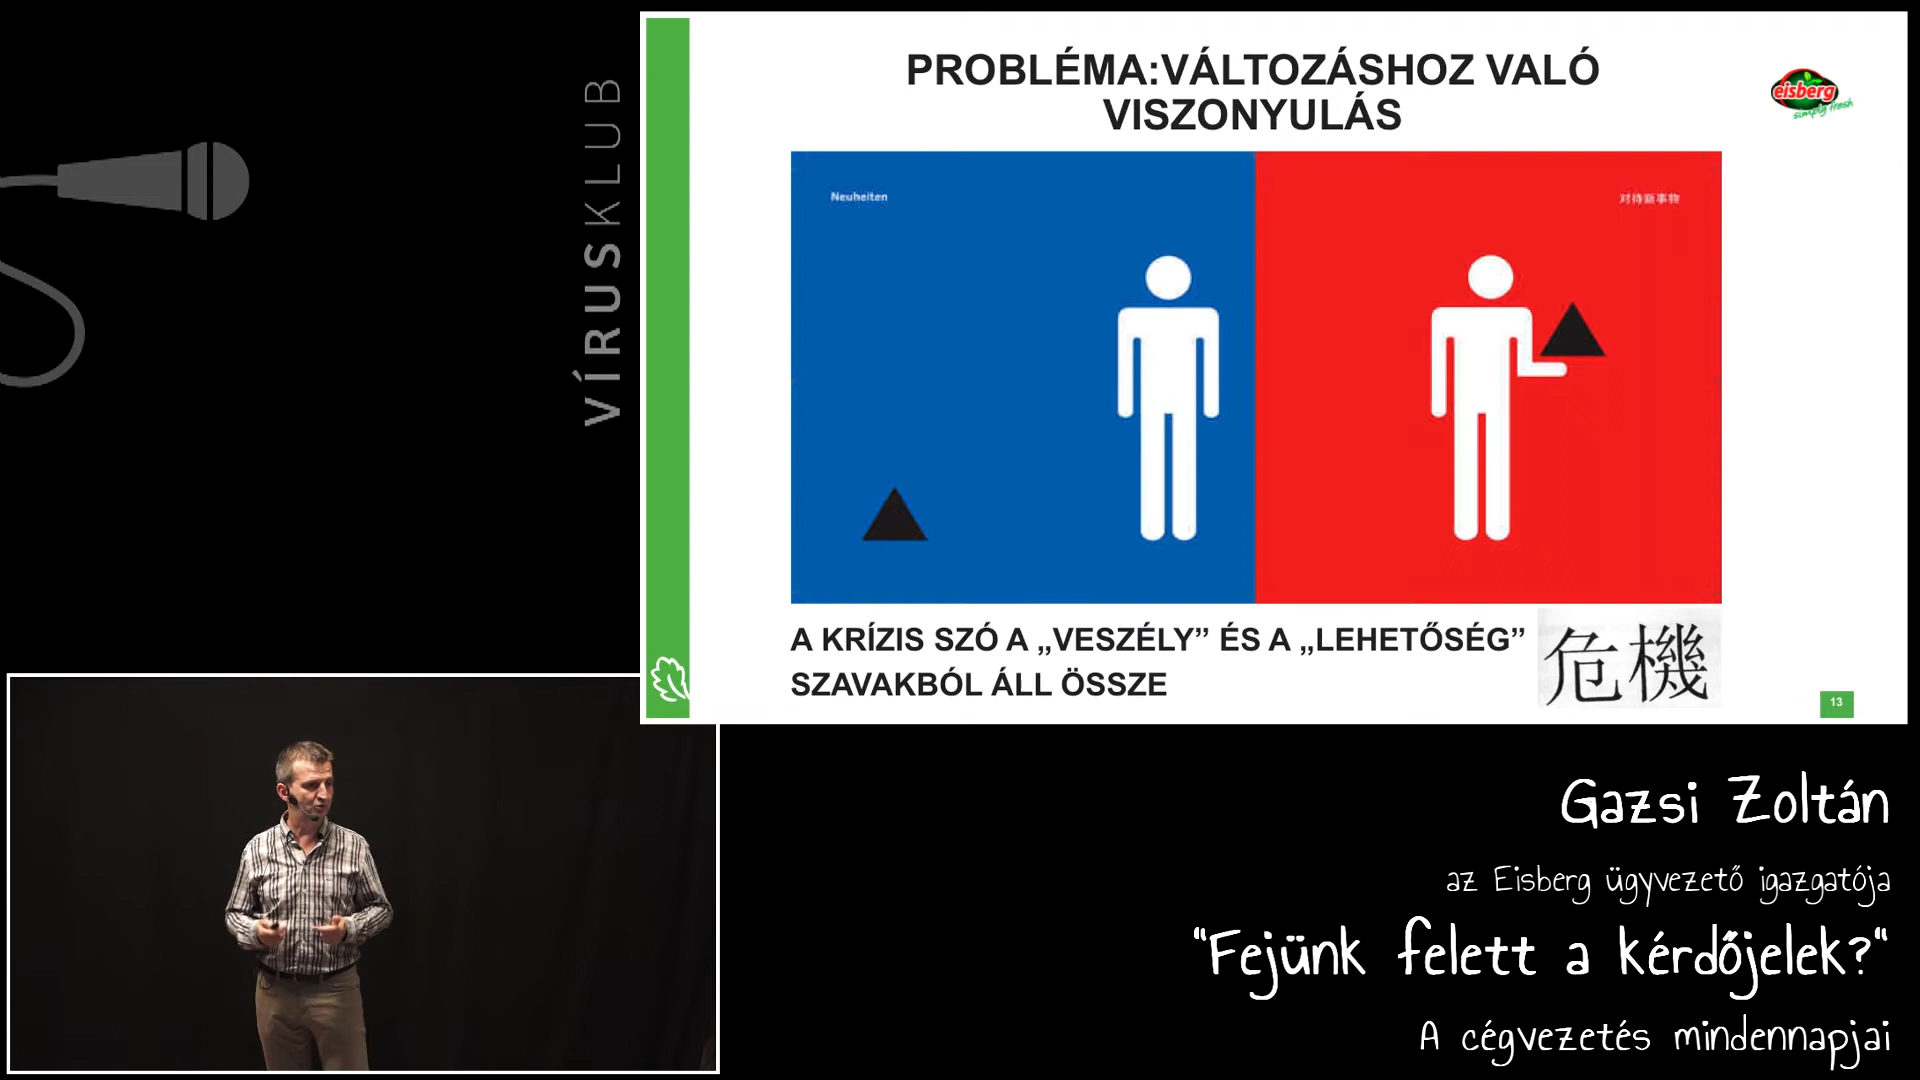 VÍRUSKLUB
PROBLÉMA:VÁLTOZÁSHOZ VALÓ
VISZONYULÁS
eisberg
simply fresh
Neuheiten
对待新事物
A KRÍZIS SZÓ A „VESZÉLY” ÉS A „LEHETŐSÉG”
SZAVAKBÓL ÁLL ÖSSZE
危機
13
Gazsi Zoltán
az Eisberg ügyvezető igazgatója
"Fejünk felett a kérdőjelek?"
A cégvezetés mindennapjai